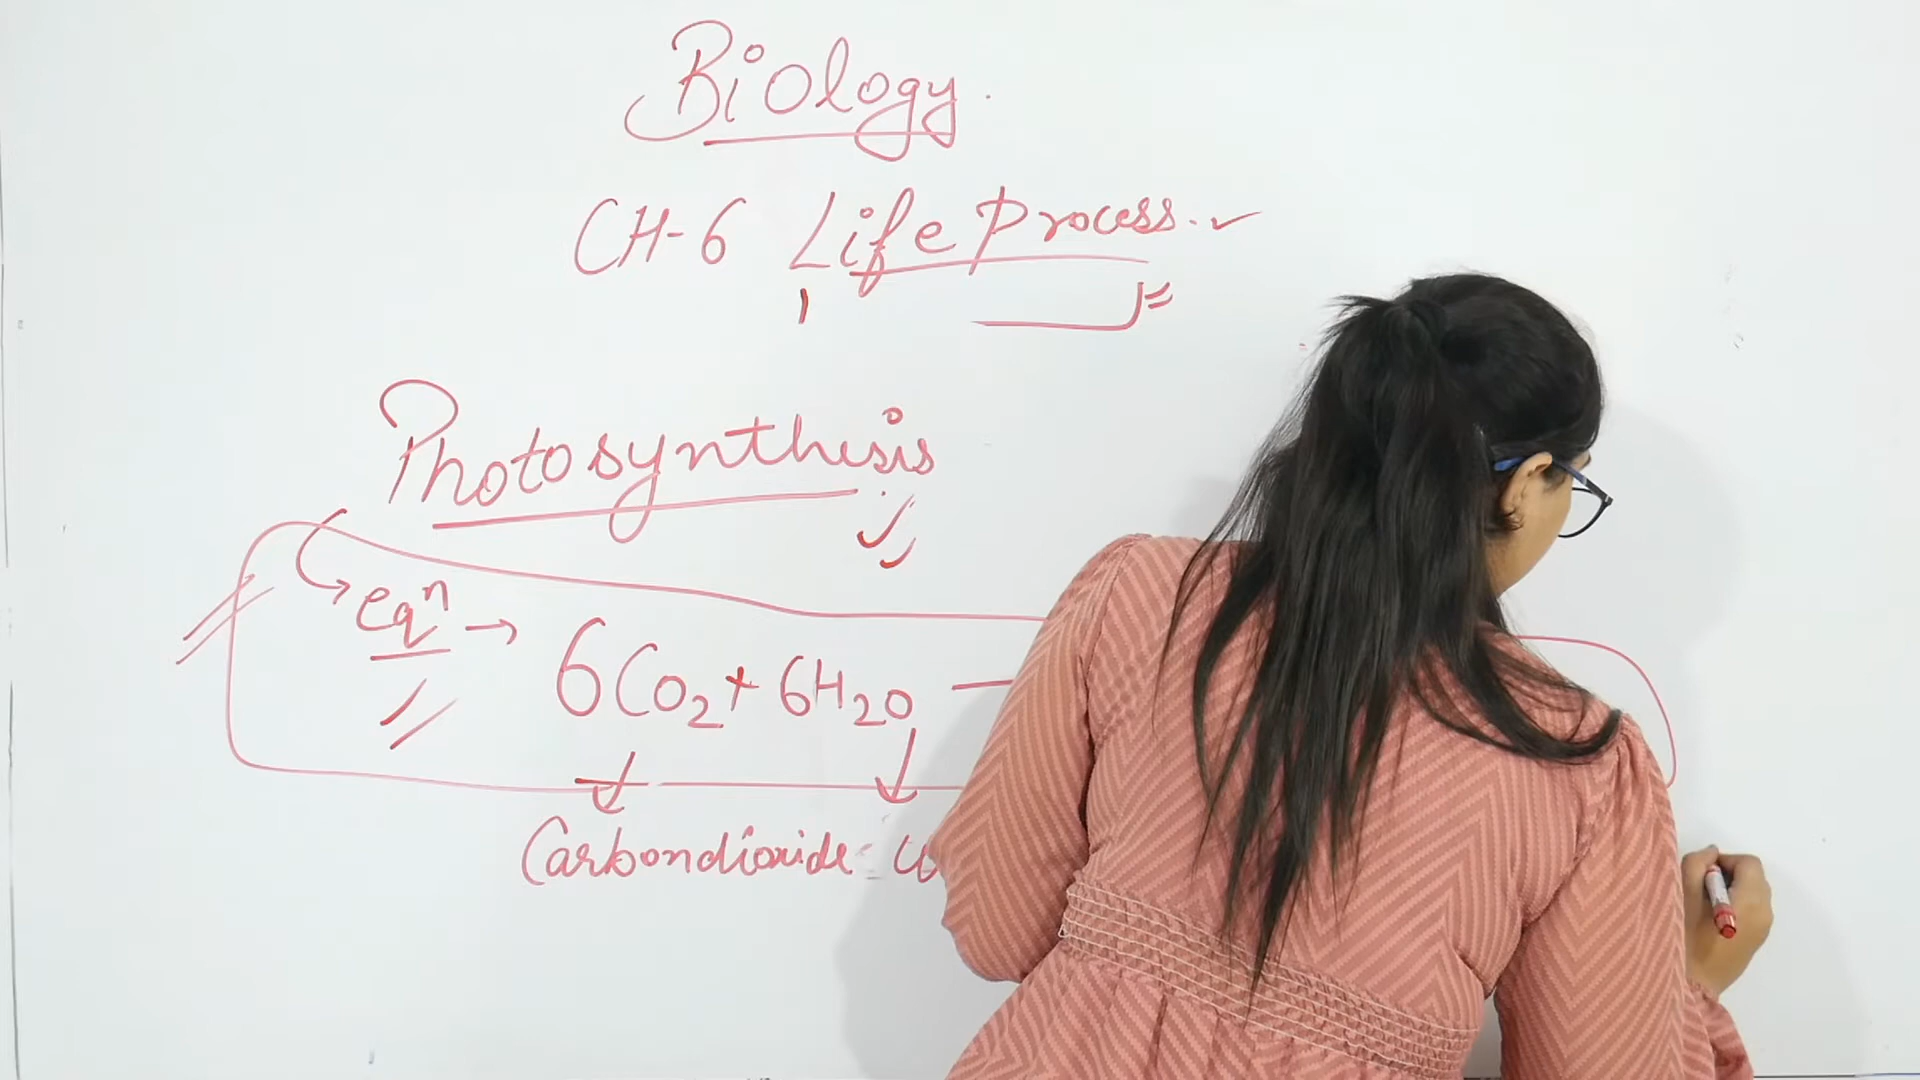 Biology.
CH-6 Life Process.
Photosynthesis
eqⁿ → 6CO₂ + 6H₂O
Carbondioxide